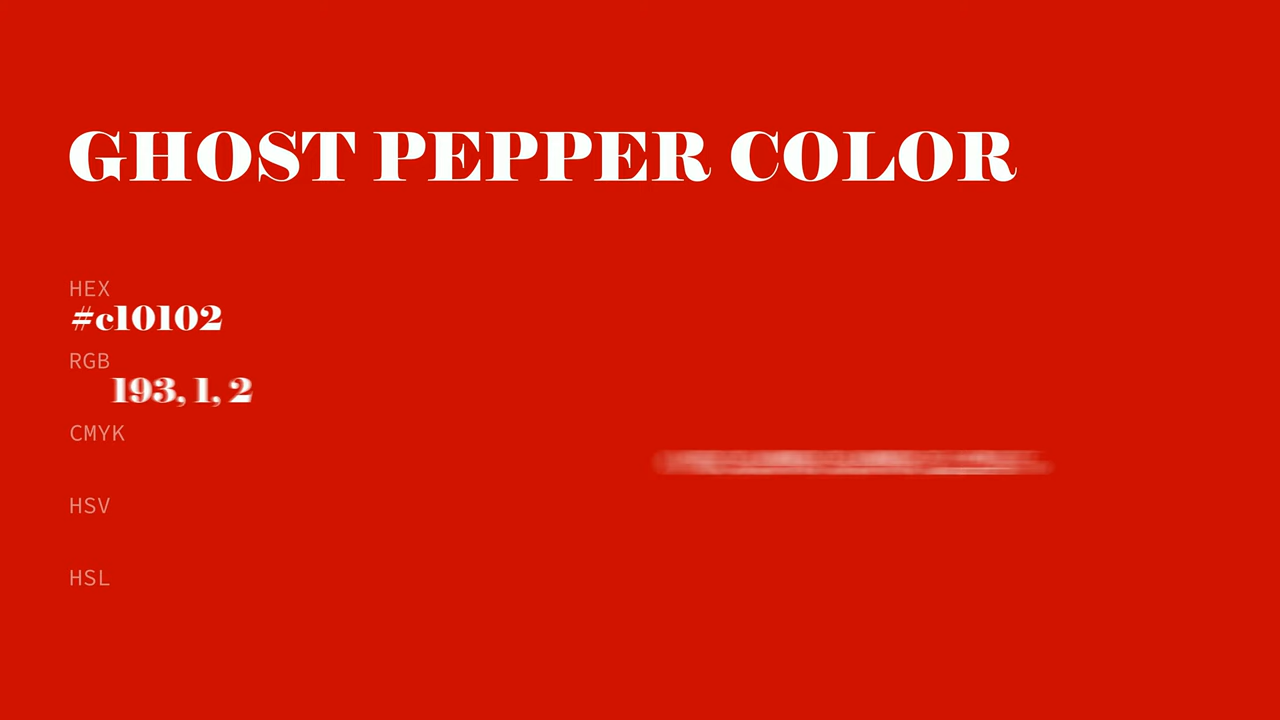 GHOST PEPPER COLOR
HEX
#c10102
RGB
193, 1, 2
CMYK
HSV
HSL